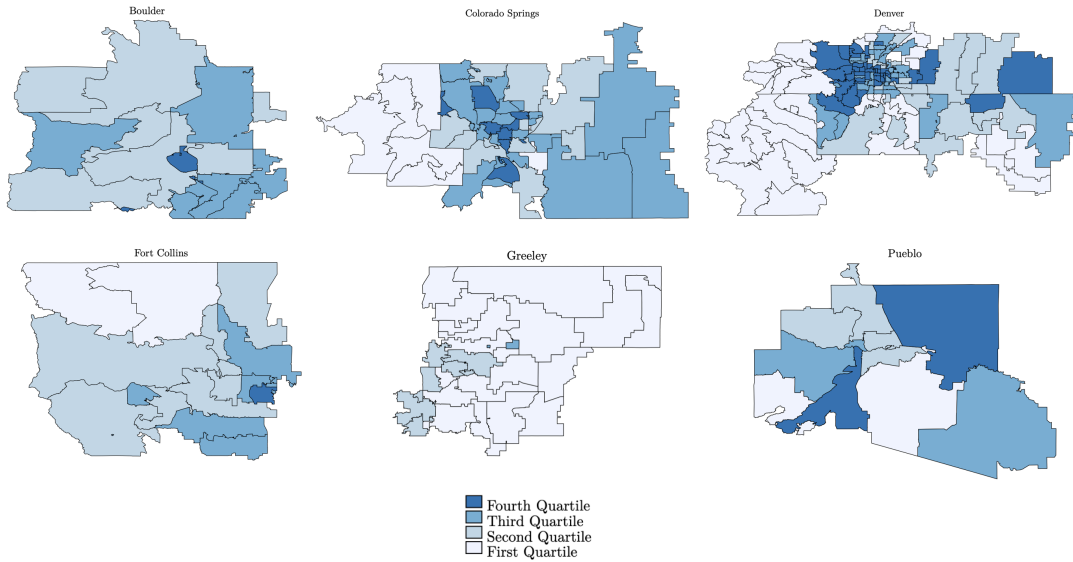 Boulder
Colorado Springs
Denver
Fort Collins
Greeley
Pueblo
Fourth Quartile
Third Quartile
Second Quartile
First Quartile